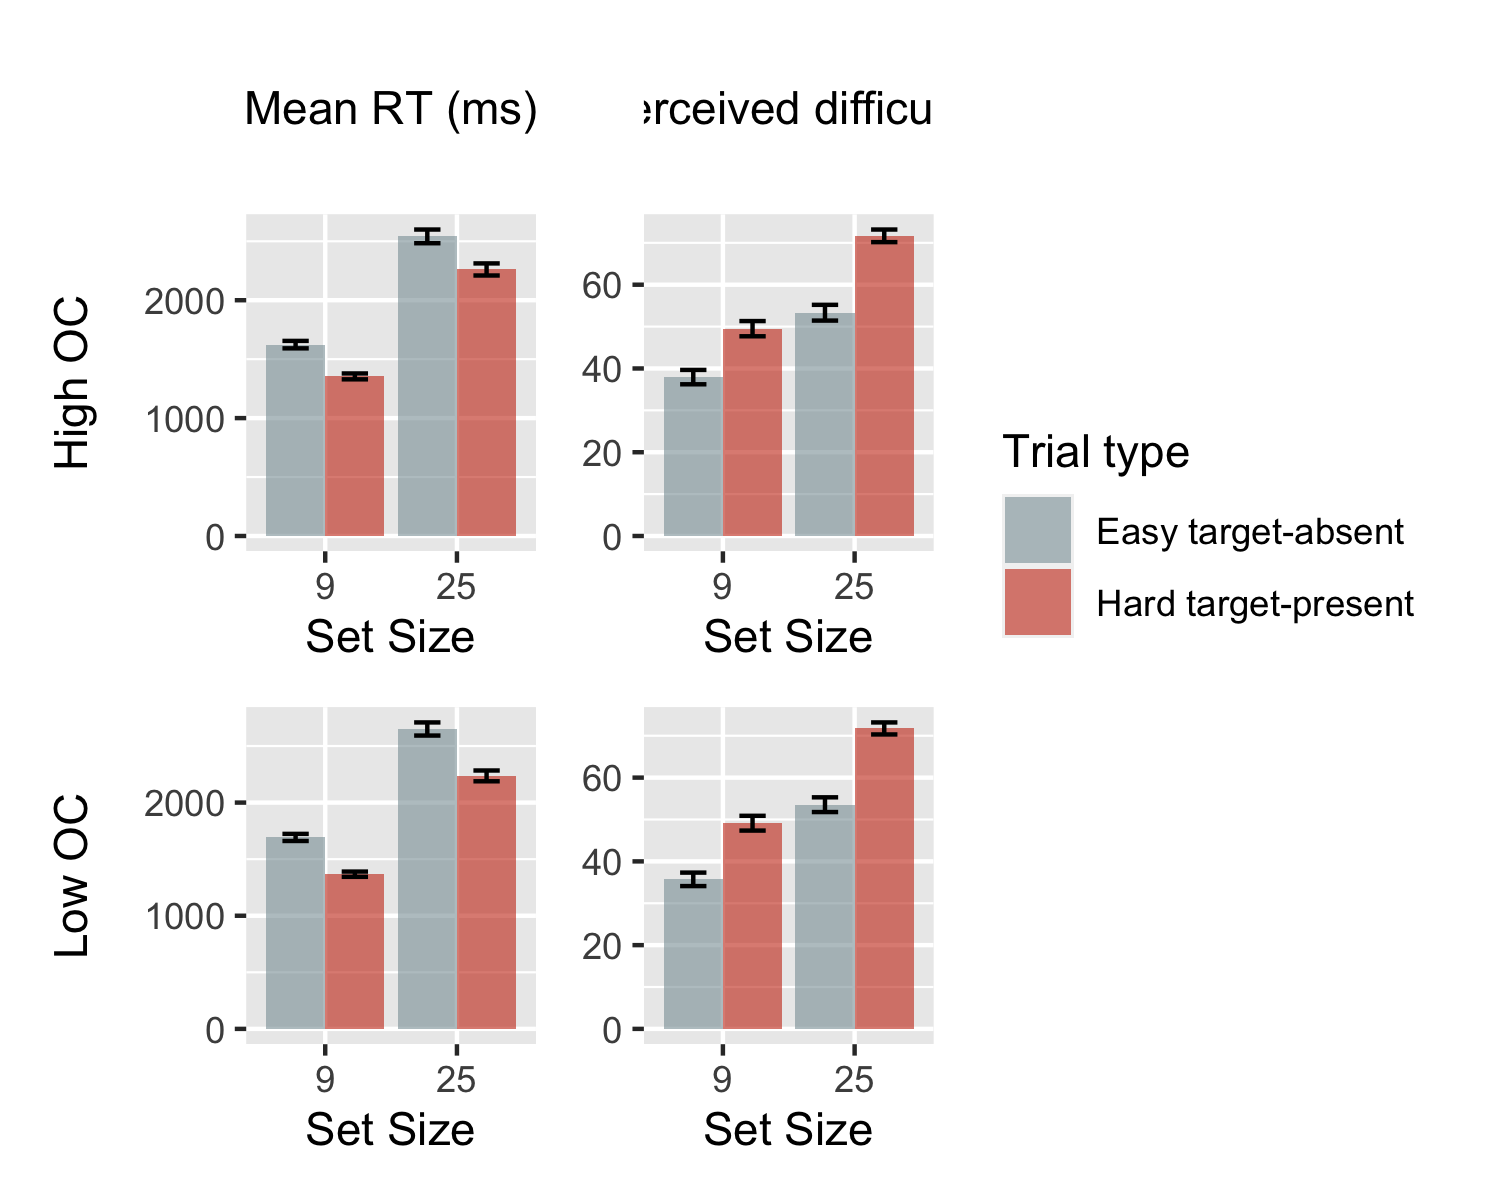 Mean RT (ms)
erceived difficu
High OC
2000
1000
0
9 25
Set Size
60
40
20
0
9 25
Set Size
Trial type
Easy target-absent
Hard target-present
Low OC
2000
1000
0
9 25
Set Size
60
40
20
0
9 25
Set Size